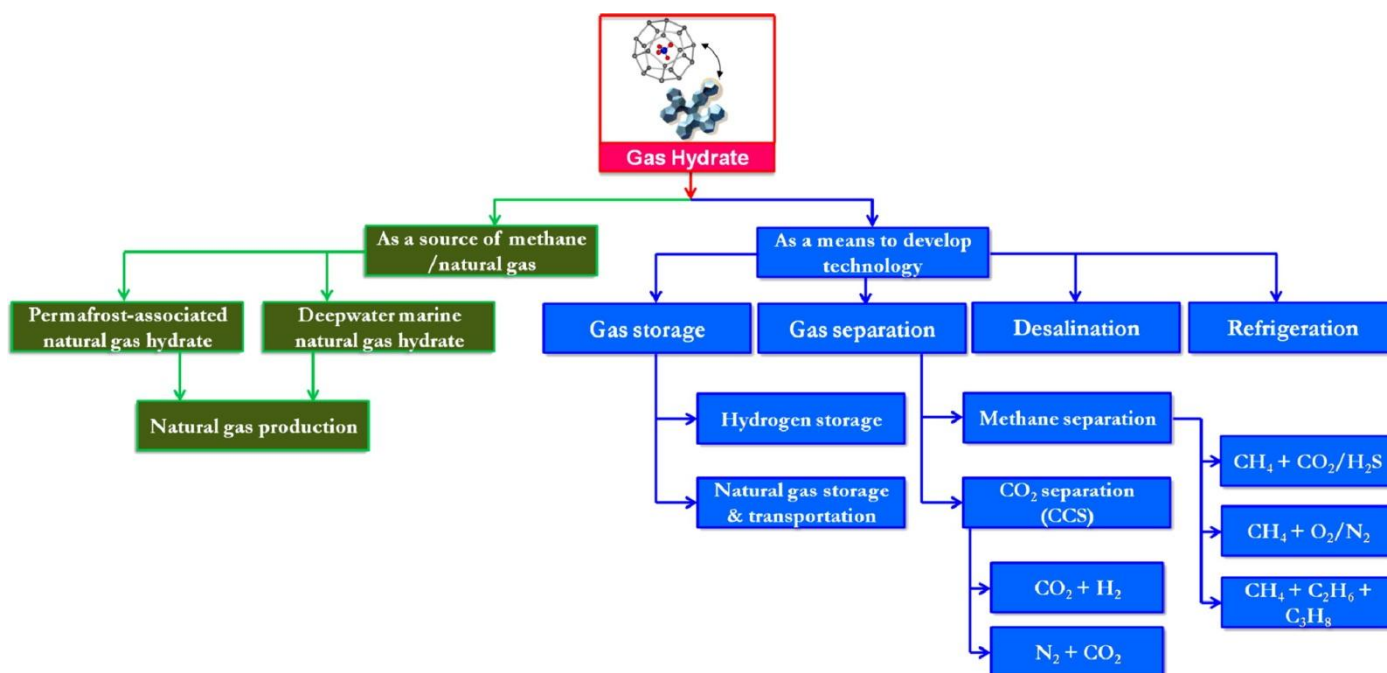 Gas Hydrate
As a source of methane
/natural gas
As a means to develop
technology
Permafrost-associated
natural gas hydrate
Deepwater marine
natural gas hydrate
Gas storage
Gas separation
Desalination
Refrigeration
Natural gas production
Hydrogen storage
Methane separation
CH₄ + CO₂/H₂S
Natural gas storage
& transportation
CO₂ separation
(CCS)
CH₄ + O₂/N₂
CO₂ + H₂
CH₄ + C₂H₆ +
C₃H₈
N₂ + CO₂